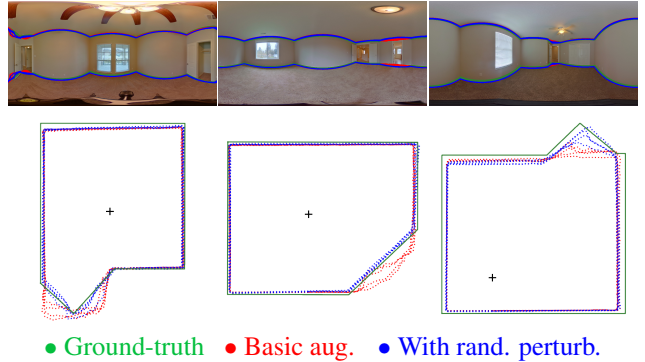 • Ground-truth • Basic aug. • With rand. perturb.